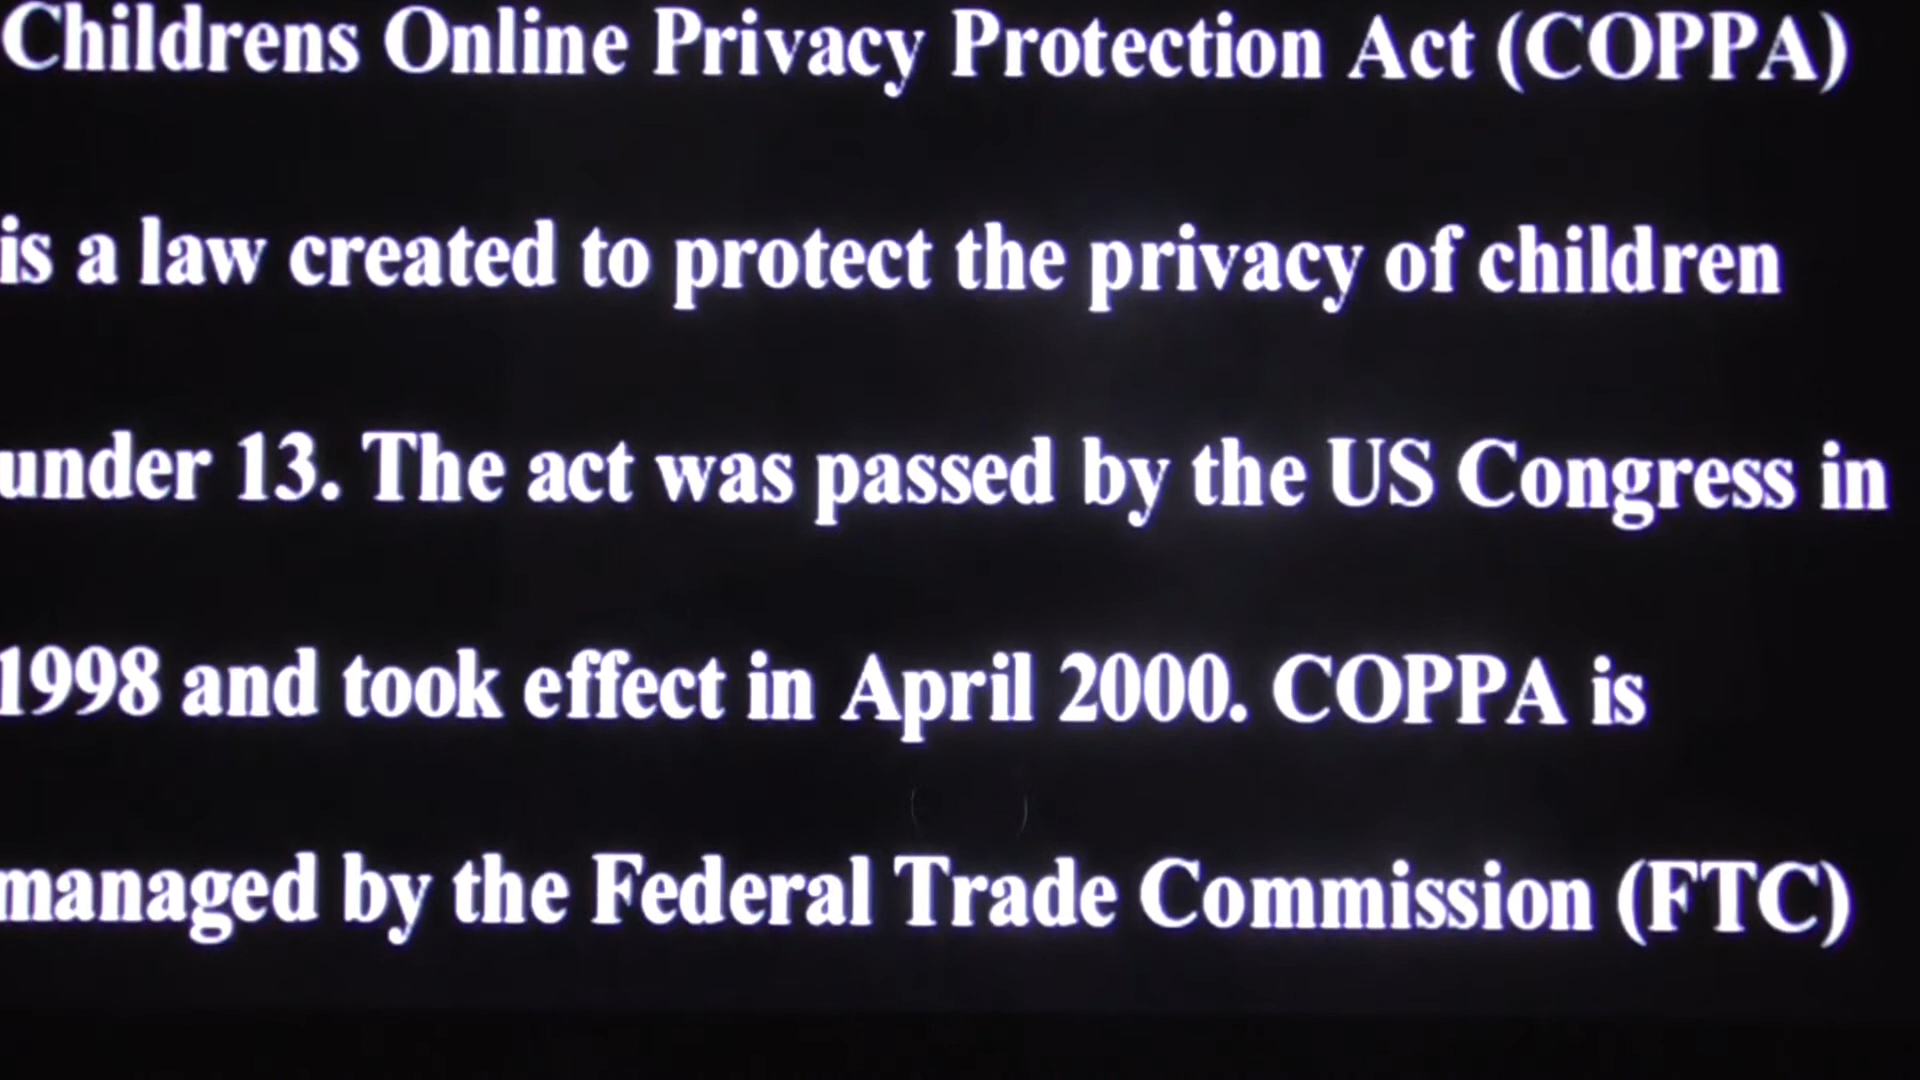 Childrens Online Privacy Protection Act (COPPA)
is a law created to protect the privacy of children
under 13. The act was passed by the US Congress in
1998 and took effect in April 2000. COPPA is
managed by the Federal Trade Commission (FTC)